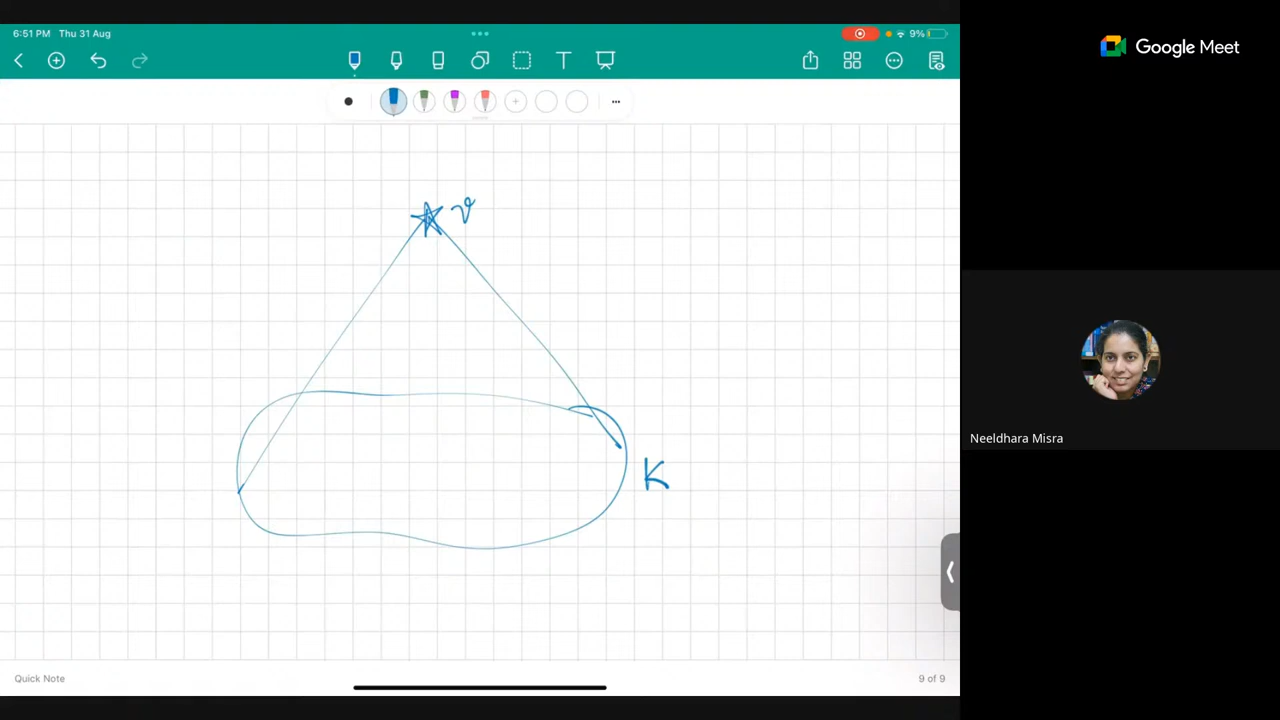 6:51 PM Thu 31 Aug
9%
Google Meet
T
v
K
Neeldhara Misra
Quick Note
9 of 9